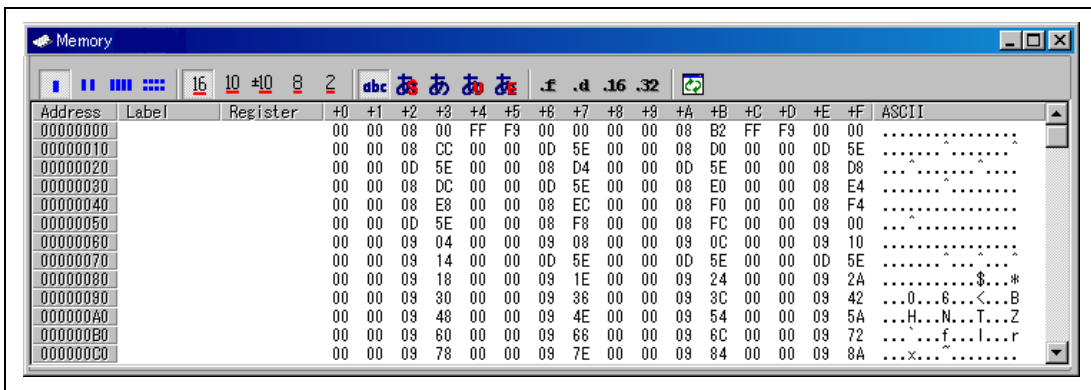 Memory
16 10 ±10 8 2 abc あS あ あD あE .f .d .16 .32
Address Label Register +0 +1 +2 +3 +4 +5 +6 +7 +8 +9 +A +B +C +D +E +F ASCII
00000000 00 00 08 00 FF F9 00 00 00 00 08 B2 FF F9 00 00 ................
00000010 00 00 08 CC 00 00 0D 5E 00 00 08 D0 00 00 0D 5E .......^.......^
00000020 00 00 0D 5E 00 00 08 D4 00 00 0D 5E 00 00 08 D8 ...^.......^....
00000030 00 00 08 DC 00 00 0D 5E 00 00 08 E0 00 00 08 E4 .......^........
00000040 00 00 08 E8 00 00 08 EC 00 00 08 F0 00 00 08 F4 ................
00000050 00 00 0D 5E 00 00 08 F8 00 00 08 FC 00 00 09 00 ...^............
00000060 00 00 09 04 00 00 09 08 00 00 09 0C 00 00 09 10 ................
00000070 00 00 09 14 00 00 0D 5E 00 00 0D 5E 00 00 0D 5E .......^...^...^
00000080 00 00 09 18 00 00 09 1E 00 00 09 24 00 00 09 2A ...........$...*
00000090 00 00 09 30 00 00 09 36 00 00 09 3C 00 00 09 42 ...0...6...<...B
000000A0 00 00 09 48 00 00 09 4E 00 00 09 54 00 00 09 5A ...H...N...T...Z
000000B0 00 00 09 60 00 00 09 66 00 00 09 6C 00 00 09 72 ...`...f...l...r
000000C0 00 00 09 78 00 00 09 7E 00 00 09 84 00 00 09 8A ...x...~........